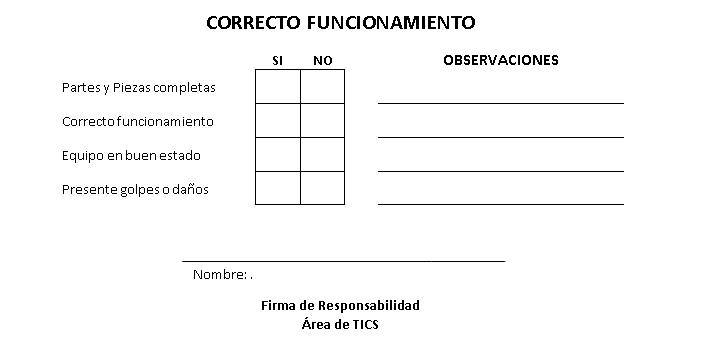 CORRECTO FUNCIONAMIENTO
SI NO OBSERVACIONES
Partes y Piezas completas
Correcto funcionamiento
Equipo en buen estado
Presente golpes o daños
Nombre: .
Firma de Responsabilidad
Área de TICS